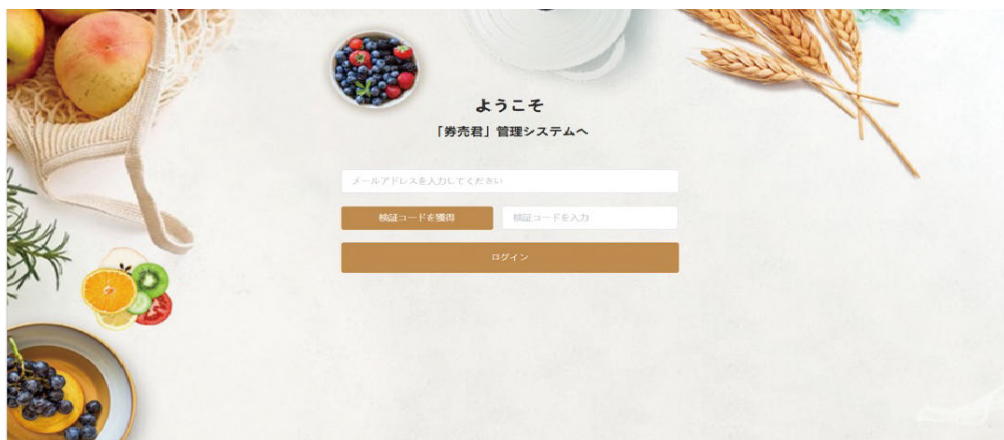 ようこそ
「券売君」管理システムへ
メールアドレスを入力してください
検証コードを獲得
検証コードを入力
ログイン